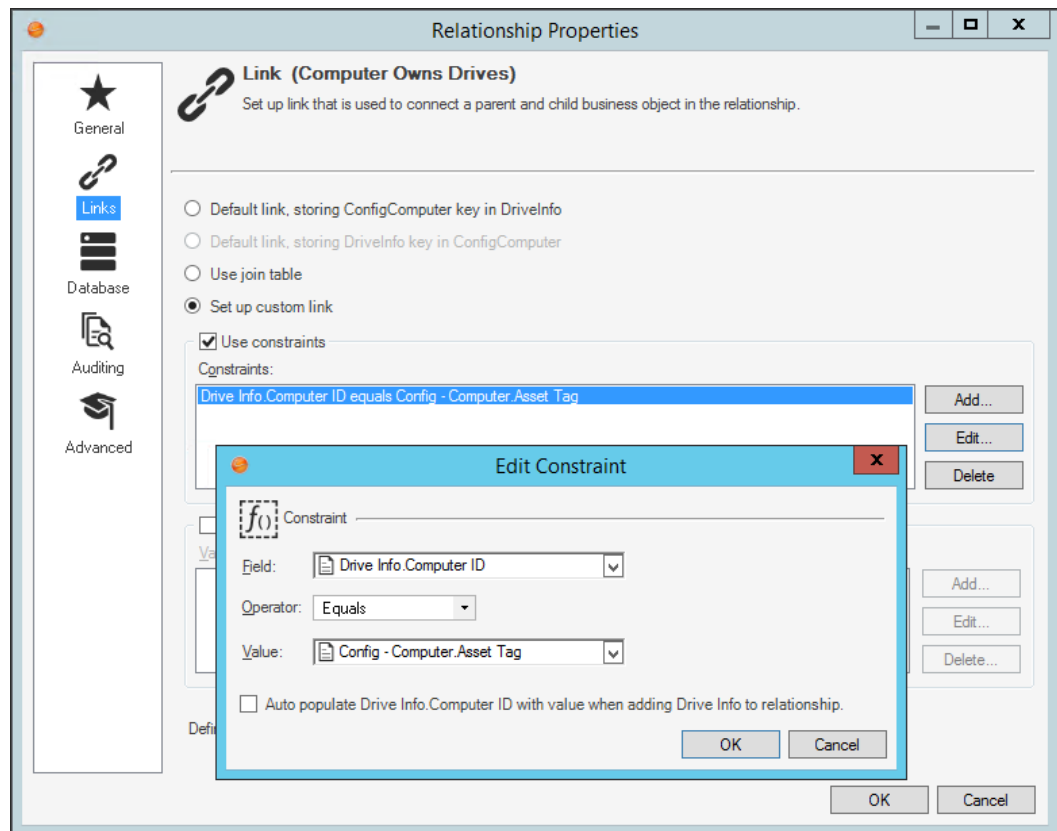 Relationship Properties
X
General
Links
Database
Auditing
Advanced
Link (Computer Owns Drives)
Set up link that is used to connect a parent and child business object in the relationship.
Default link, storing ConfigComputer key in DriveInfo
Default link, storing DriveInfo key in ConfigComputer
Use join table
Set up custom link
Use constraints
Constraints:
Drive Info.Computer ID equals Config - Computer.Asset Tag
Add...
Edit...
Delete
Edit Constraint
X
f()
Constraint
Field:
Drive Info.Computer ID
Operator:
Equals
Value:
Config - Computer.Asset Tag
Auto populate Drive Info.Computer ID with value when adding Drive Info to relationship.
OK
Cancel
Va
Add...
Edit...
Delete...
Defi
OK
Cancel